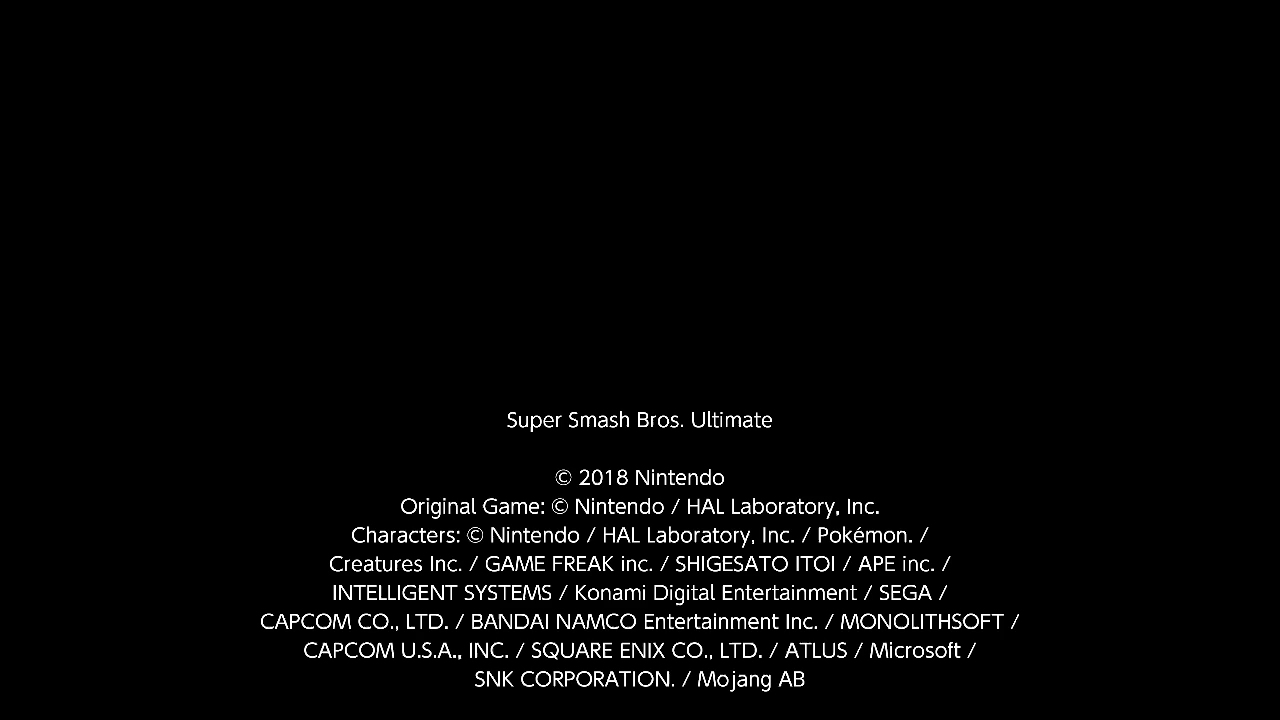 Super Smash Bros. Ultimate
© 2018 Nintendo
Original Game: © Nintendo / HAL Laboratory, Inc.
Characters: © Nintendo / HAL Laboratory, Inc. / Pokémon. /
Creatures Inc. / GAME FREAK inc. / SHIGESATO ITOI / APE inc. /
INTELLIGENT SYSTEMS / Konami Digital Entertainment / SEGA /
CAPCOM CO., LTD. / BANDAI NAMCO Entertainment Inc. / MONOLITHSOFT /
CAPCOM U.S.A., INC. / SQUARE ENIX CO., LTD. / ATLUS / Microsoft /
SNK CORPORATION. / Mojang AB